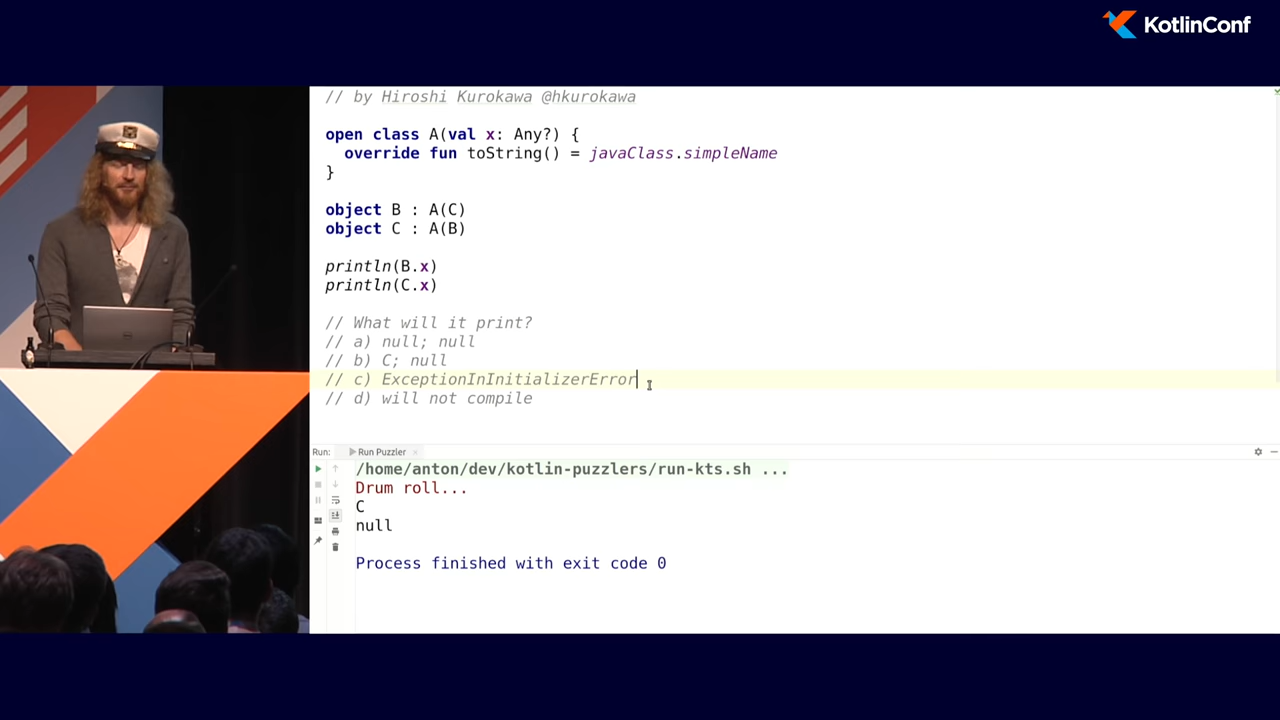 KotlinConf
// by Hiroshi Kurokawa @hkurokawa
open class A(val x: Any?) {
override fun toString() = javaClass.simpleName
}
object B : A(C)
object C : A(B)
println(B.x)
println(C.x)
// What will it print?
// a) null; null
// b) C; null
// c) ExceptionInInitializerError
// d) will not compile
Run: Run Puzzler
/home/anton/dev/kotlin-puzzlers/run-kts.sh ...
Drum roll...
C
null
Process finished with exit code 0